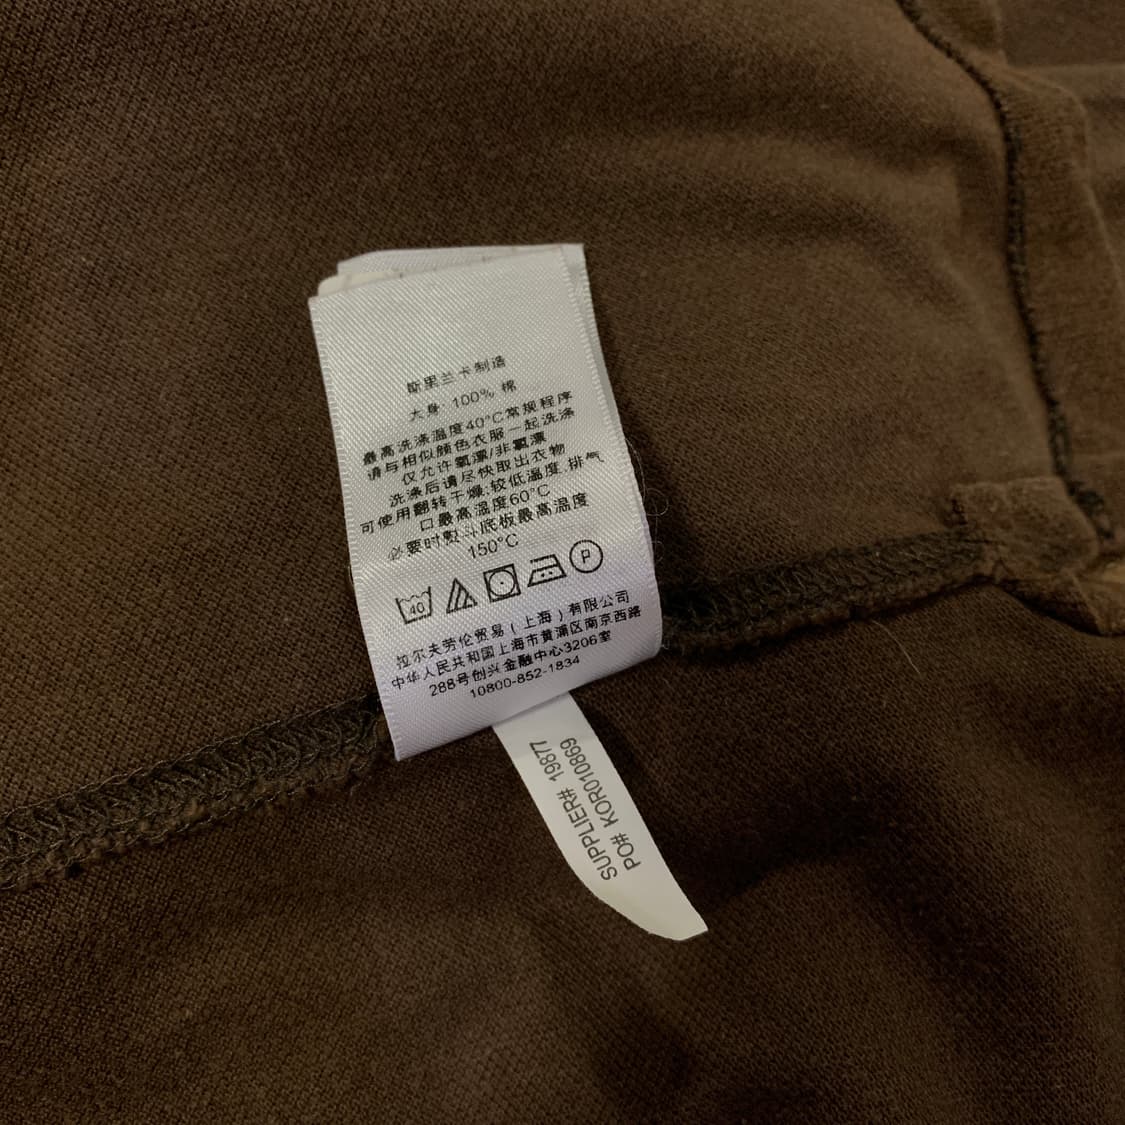 斯里兰卡制造
大身: 100% 棉
最高洗涤温度40°C常规程序
请与相似颜色衣服一起洗涤
仅允许氧漂/非氯漂
洗涤后请尽快取出衣物
可使用翻转干燥;较低温度,排气
口最高温度60°C
必要时熨斗底板最高温度
150°C
40
P
拉尔夫劳伦贸易(上海)有限公司
中华人民共和国上海市黄浦区南京西路
288号创兴金融中心3206室
10800-852-1834
SUPPLIER# 19877
PO# KOR010869